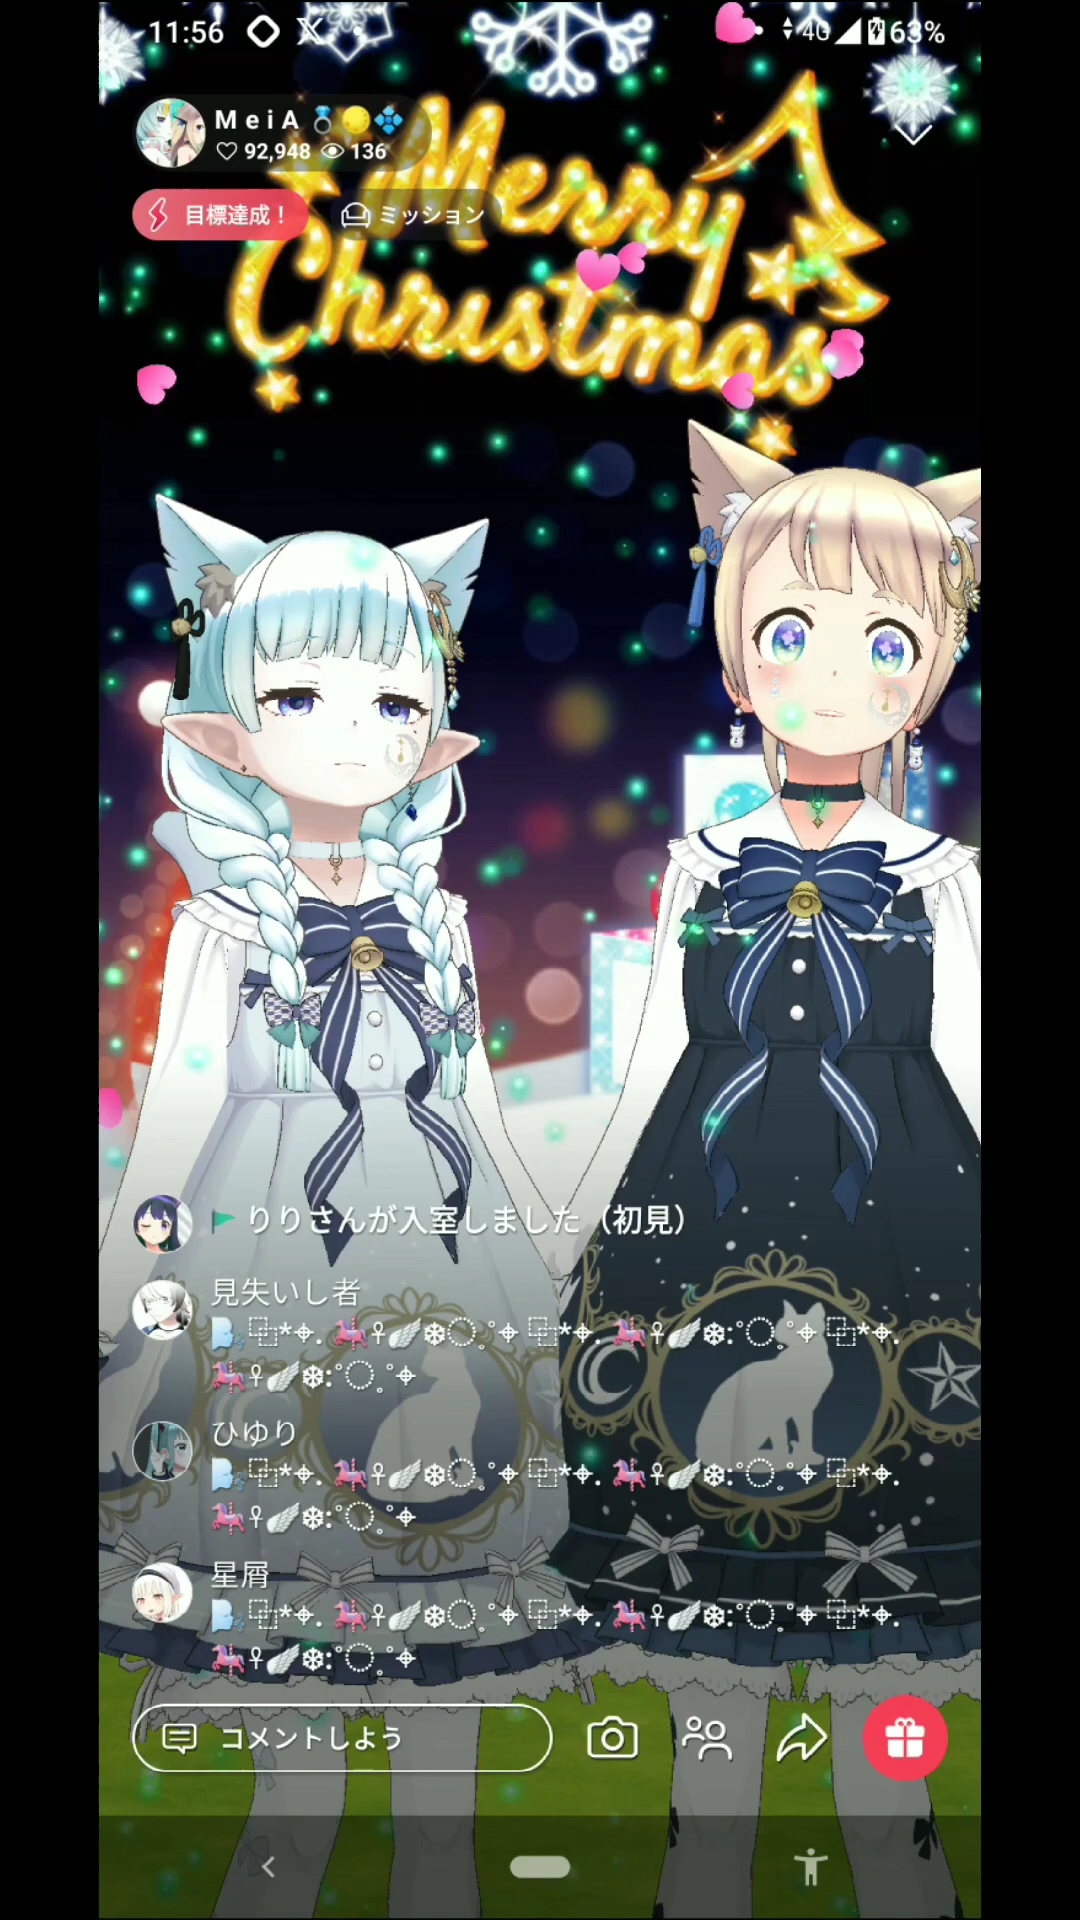 11:56 4G 63%
MeiA
92,948 136
目標達成！ ミッション
Merry
Christmas
りりさんが入室しました（初見）
見失いし者
ひゆり
星屑
コメントしよう